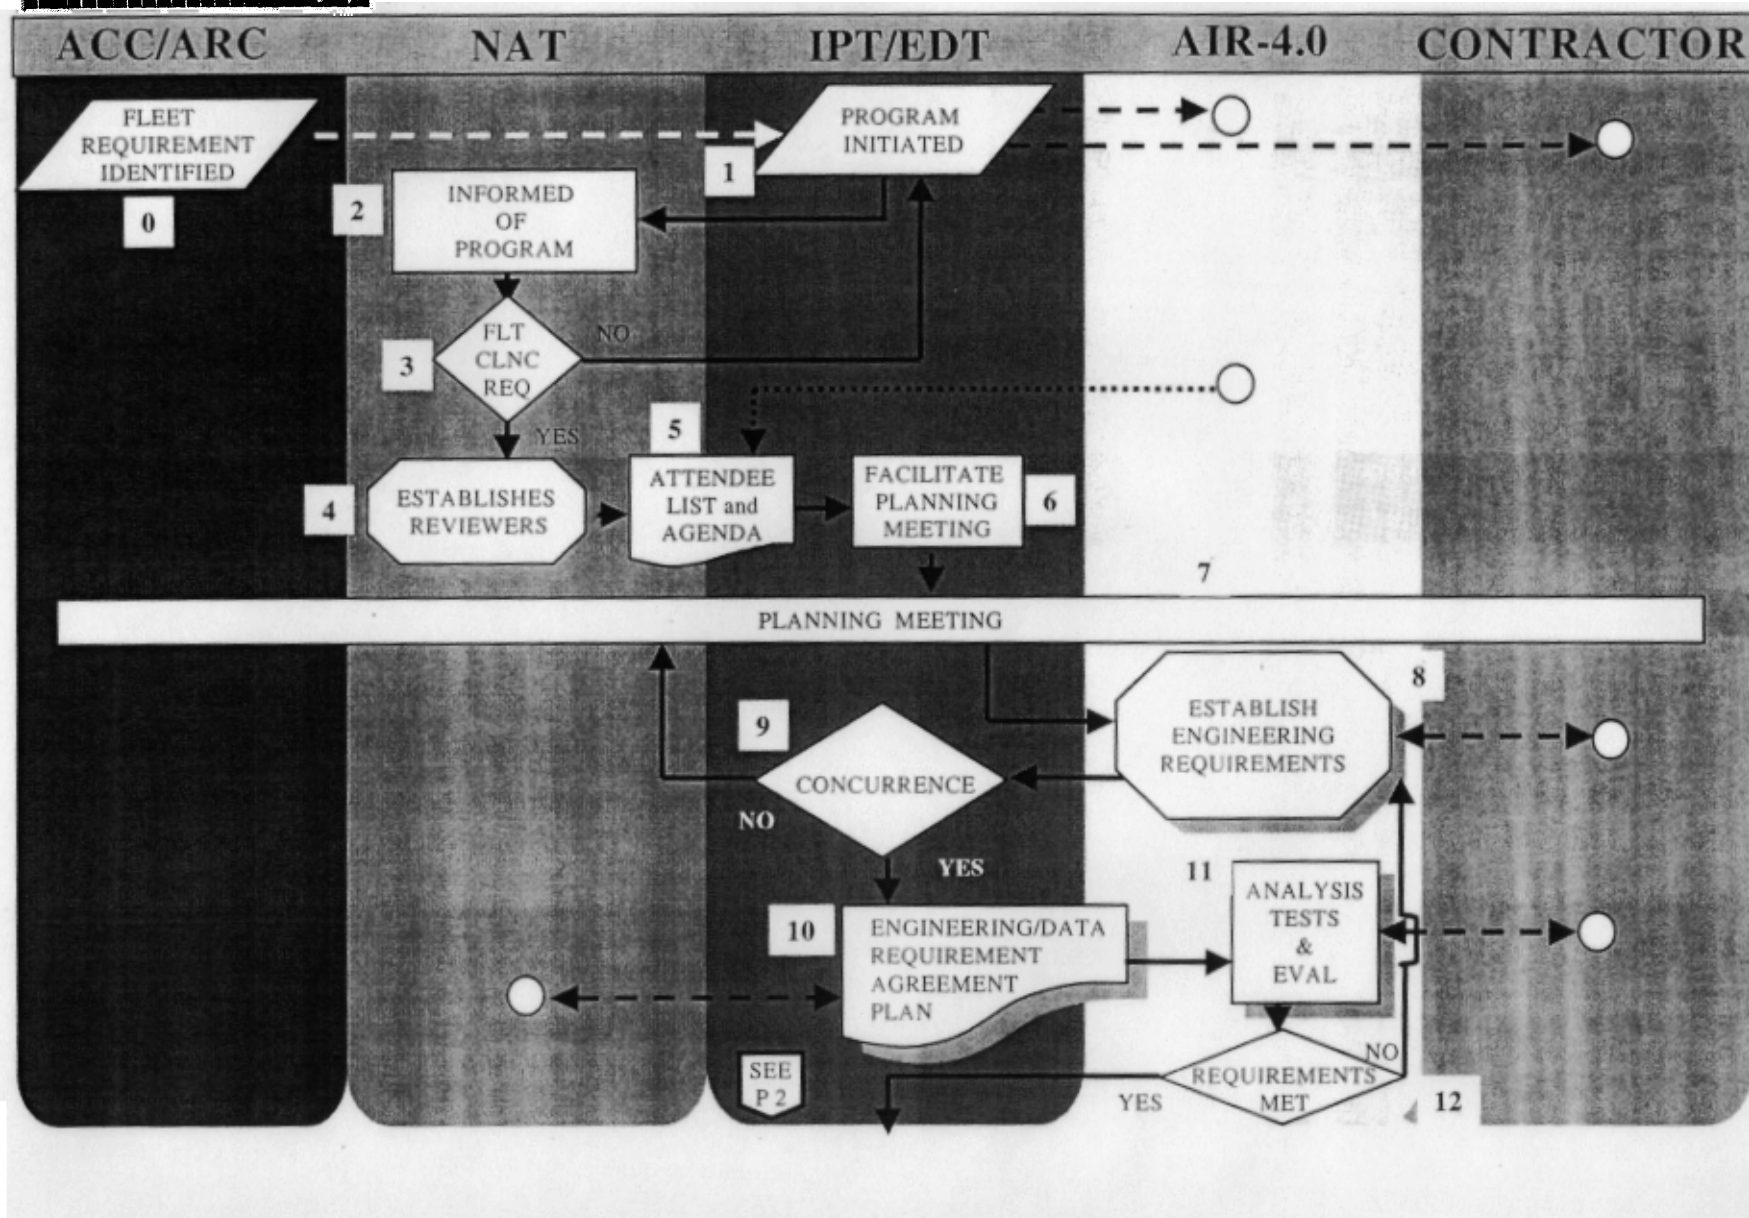 ACC/ARC NAT IPT/EDT AIR-4.0 CONTRACTOR
FLEET
REQUIREMENT
IDENTIFIED
0
PROGRAM
INITIATED
1
2
INFORMED
OF
PROGRAM
3
FLT
CLNC
REQ
NO
YES
4
ESTABLISHES
REVIEWERS
5
ATTENDEE
LIST and
AGENDA
FACILITATE
PLANNING
MEETING
6
7
PLANNING MEETING
8
ESTABLISH
ENGINEERING
REQUIREMENTS
9
CONCURRENCE
NO
YES
10
ENGINEERING/DATA
REQUIREMENT
AGREEMENT
PLAN
11
ANALYSIS
TESTS
&
EVAL
SEE
P 2
REQUIREMENTS
MET
NO
YES
12